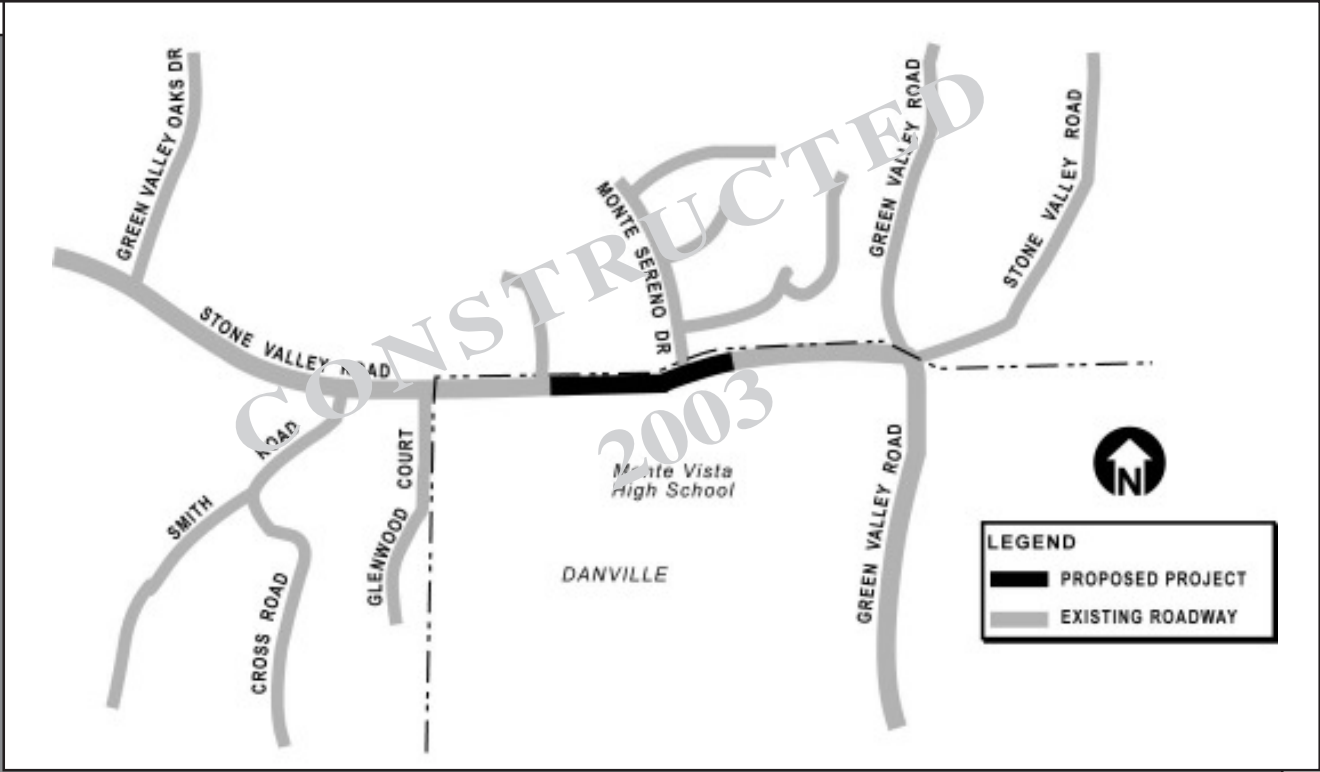 GREEN VALLEY OAKS DR
STONE VALLEY ROAD
MONTE SERENO DR
GREEN VALLEY ROAD
STONE VALLEY ROAD
CONSTRUCTED
2003
SMITH ROAD
CROSS ROAD
GLENWOOD COURT
Monte Vista
High School
DANVILLE
GREEN VALLEY ROAD
N
LEGEND
PROPOSED PROJECT
EXISTING ROADWAY